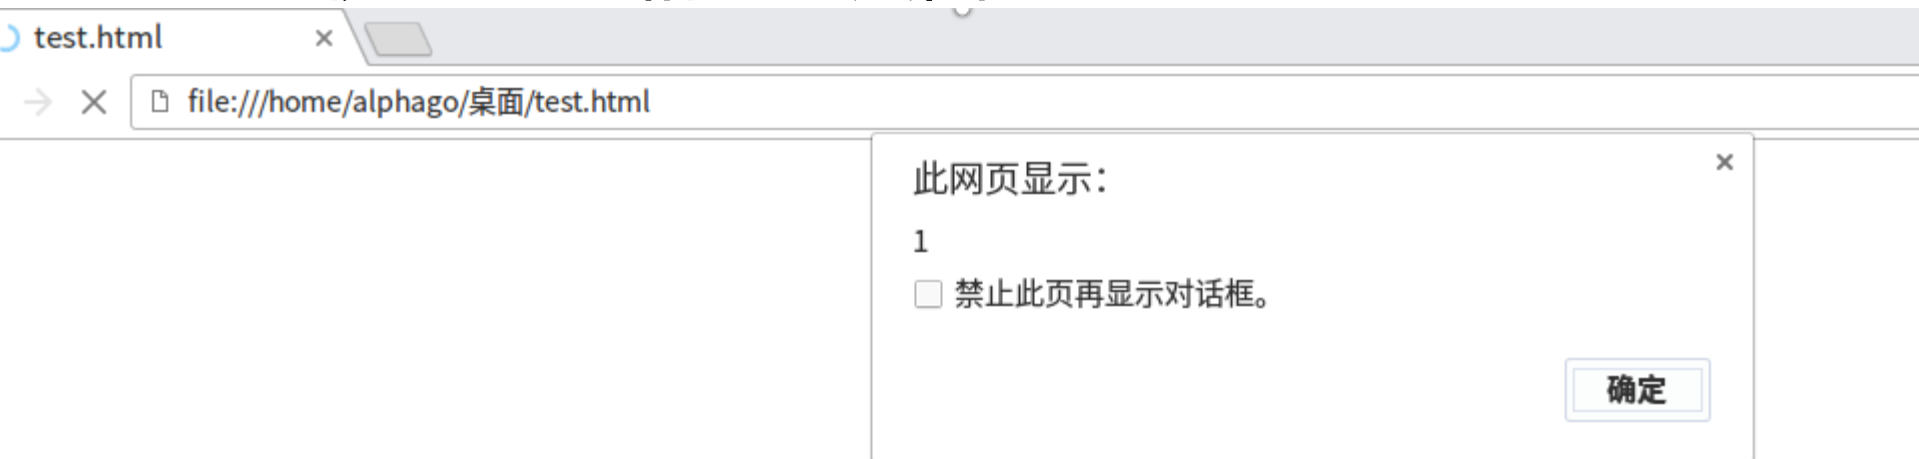 test.html
file:///home/alphago/桌面/test.html
此网页显示：
1
禁止此页再显示对话框。
确定